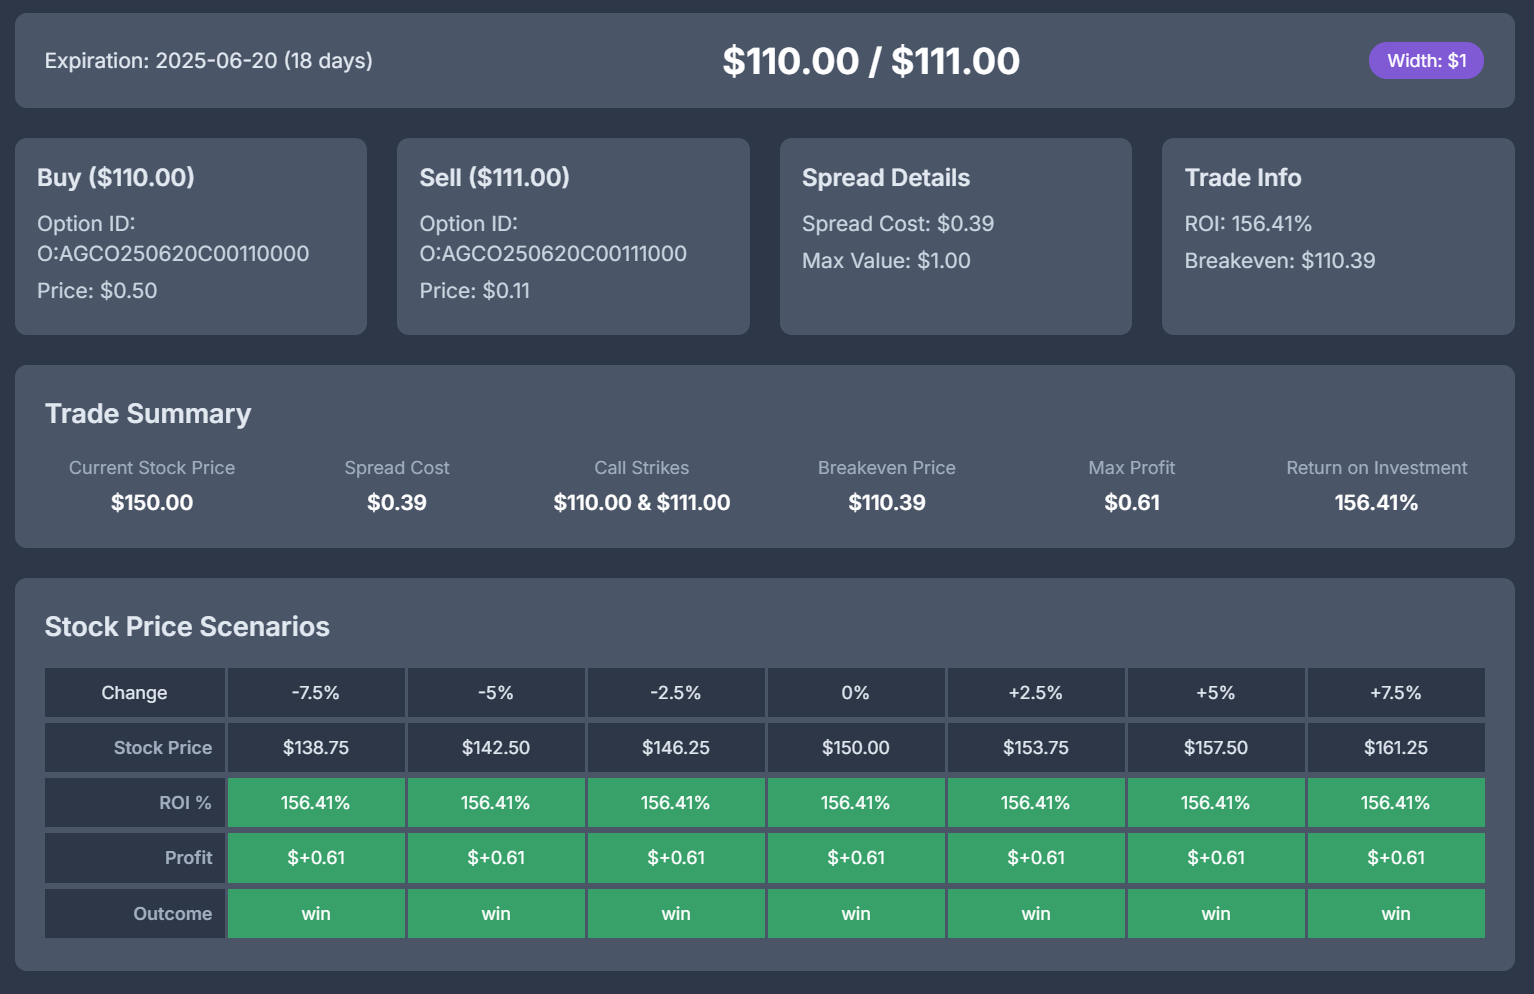 Expiration: 2025-06-20 (18 days)
$110.00 / $111.00
Width: $1
Buy ($110.00)
Option ID:
O:AGCO250620C00110000
Price: $0.50
Sell ($111.00)
Option ID:
O:AGCO250620C00111000
Price: $0.11
Spread Details
Spread Cost: $0.39
Max Value: $1.00
Trade Info
ROI: 156.41%
Breakeven: $110.39
Trade Summary
Current Stock Price
$150.00
Spread Cost
$0.39
Call Strikes
$110.00 & $111.00
Breakeven Price
$110.39
Max Profit
$0.61
Return on Investment
156.41%
Stock Price Scenarios
Change -7.5% -5% -2.5% 0% +2.5% +5% +7.5%
Stock Price $138.75 $142.50 $146.25 $150.00 $153.75 $157.50 $161.25
ROI % 156.41% 156.41% 156.41% 156.41% 156.41% 156.41% 156.41%
Profit $+0.61 $+0.61 $+0.61 $+0.61 $+0.61 $+0.61 $+0.61
Outcome win win win win win win win